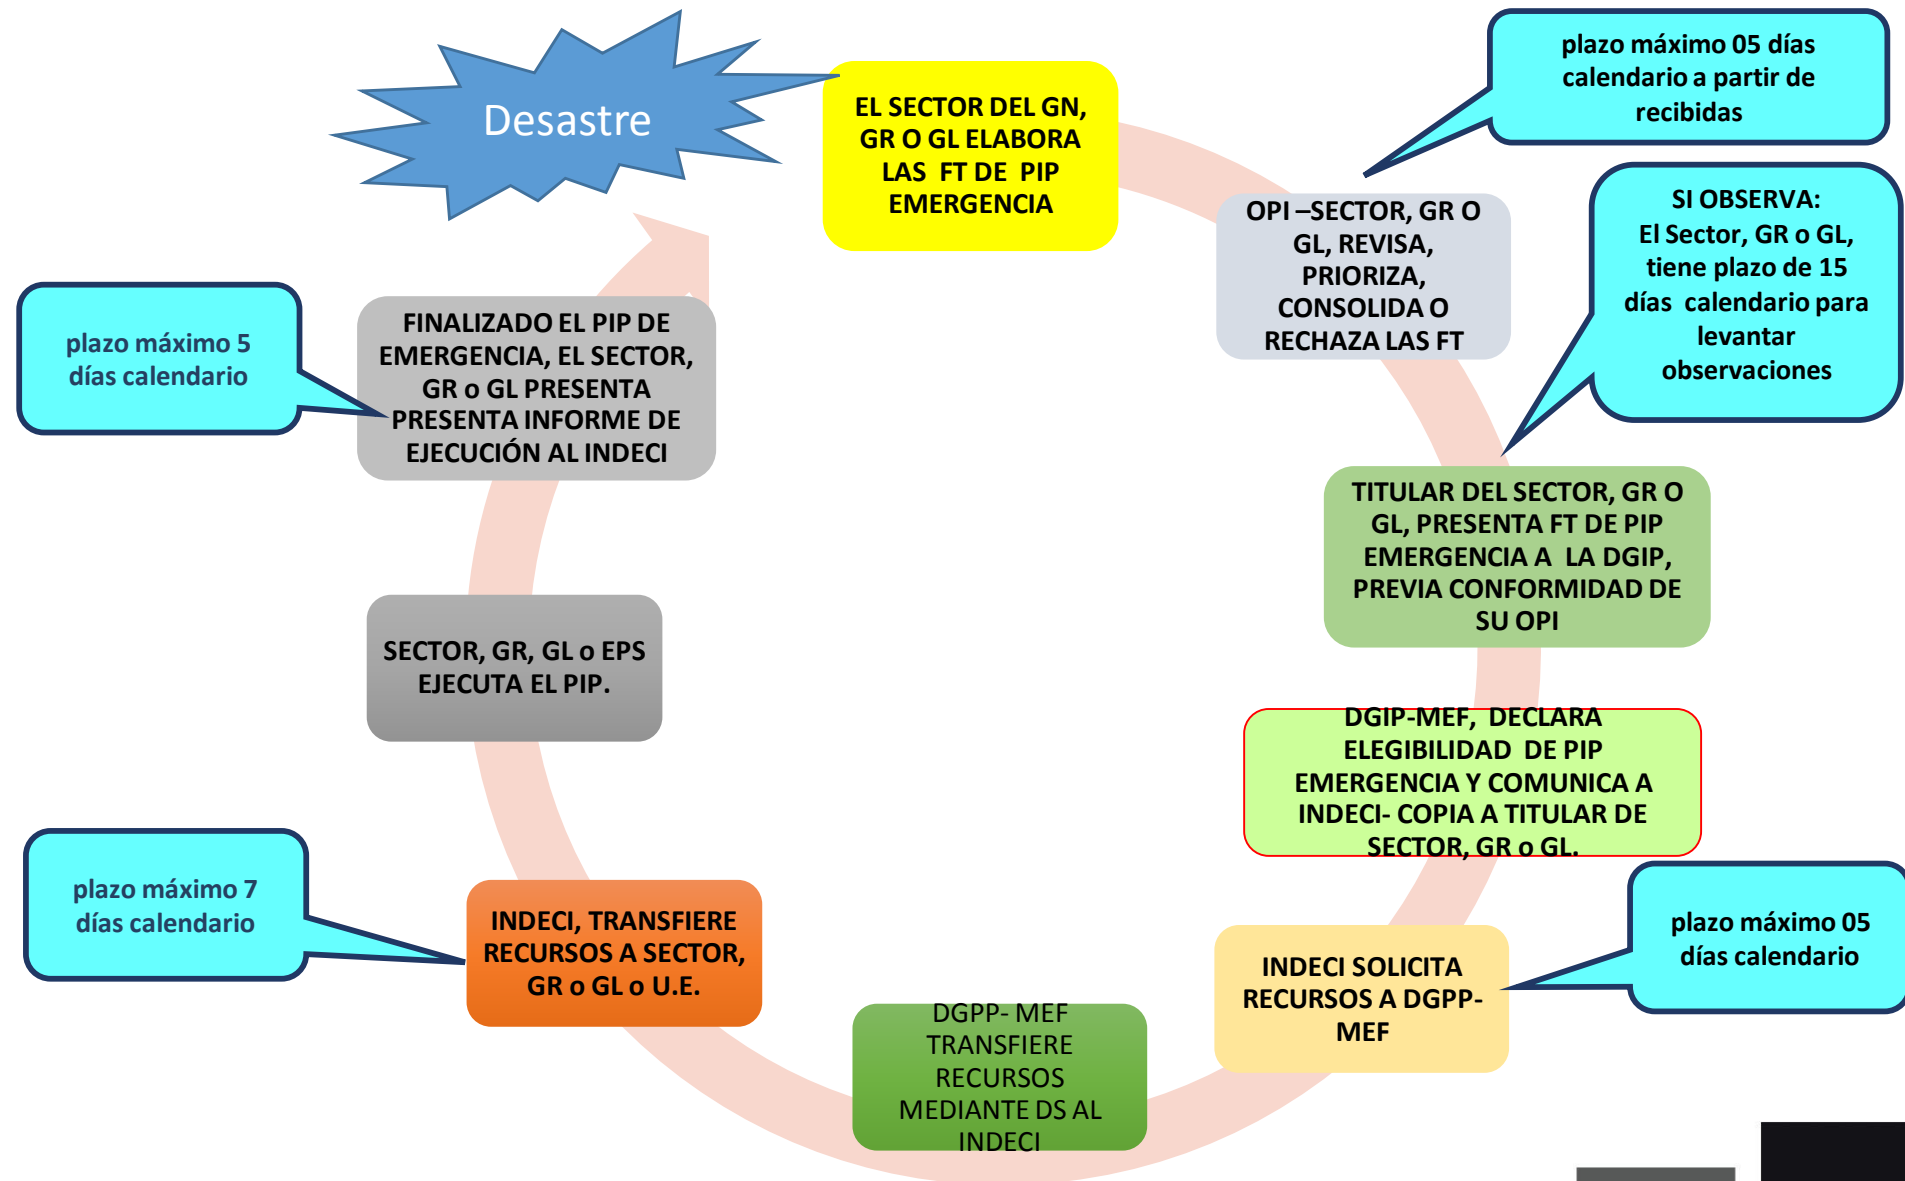 Desastre
EL SECTOR DEL GN,
GR O GL ELABORA
LAS FT DE PIP
EMERGENCIA
plazo máximo 05 días
calendario a partir de
recibidas
OPI –SECTOR, GR O
GL, REVISA,
PRIORIZA,
CONSOLIDA O
RECHAZA LAS FT
SI OBSERVA:
El Sector, GR o GL,
tiene plazo de 15
días calendario para
levantar
observaciones
TITULAR DEL SECTOR, GR O
GL, PRESENTA FT DE PIP
EMERGENCIA A LA DGIP,
PREVIA CONFORMIDAD DE
SU OPI
DGIP-MEF, DECLARA
ELEGIBILIDAD DE PIP
EMERGENCIA Y COMUNICA A
INDECI- COPIA A TITULAR DE
SECTOR, GR o GL.
INDECI SOLICITA
RECURSOS A DGPP-
MEF
plazo máximo 05
días calendario
DGPP- MEF
TRANSFIERE
RECURSOS
MEDIANTE DS AL
INDECI
INDECI, TRANSFIERE
RECURSOS A SECTOR,
GR o GL o U.E.
plazo máximo 7
días calendario
SECTOR, GR, GL o EPS
EJECUTA EL PIP.
FINALIZADO EL PIP DE
EMERGENCIA, EL SECTOR,
GR o GL PRESENTA
PRESENTA INFORME DE
EJECUCIÓN AL INDECI
plazo máximo 5
días calendario